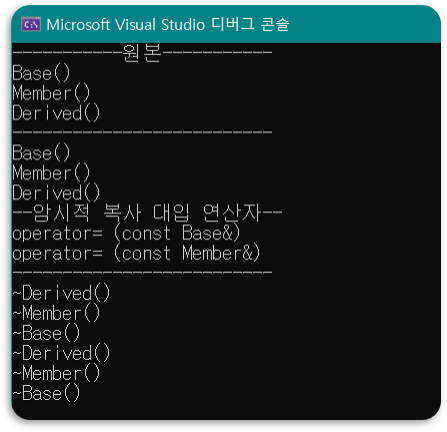 Microsoft Visual Studio 디버그 콘솔
-----------원본-----------
Base()
Member()
Derived()
--------------------------
Base()
Member()
Derived()
--암시적 복사 대입 연산자--
operator= (const Base&)
operator= (const Member&)
--------------------------
~Derived()
~Member()
~Base()
~Derived()
~Member()
~Base()